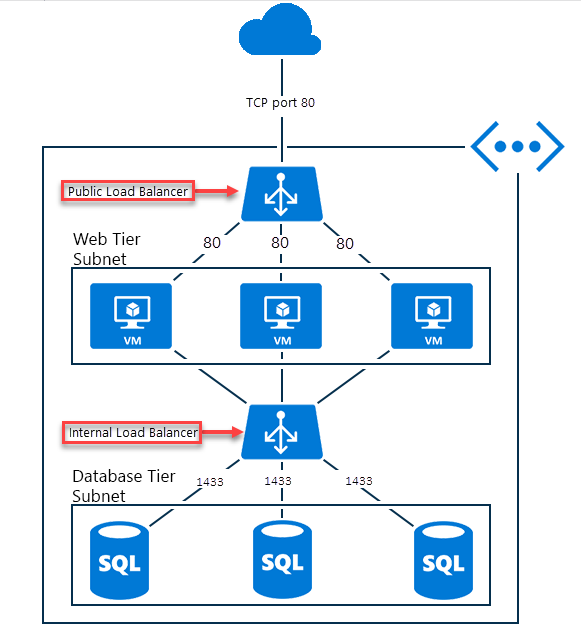 TCP port 80
Public Load Balancer
80 80 80
Web Tier
Subnet
VM VM VM
Internal Load Balancer
1433 1433 1433
Database Tier
Subnet
SQL SQL SQL